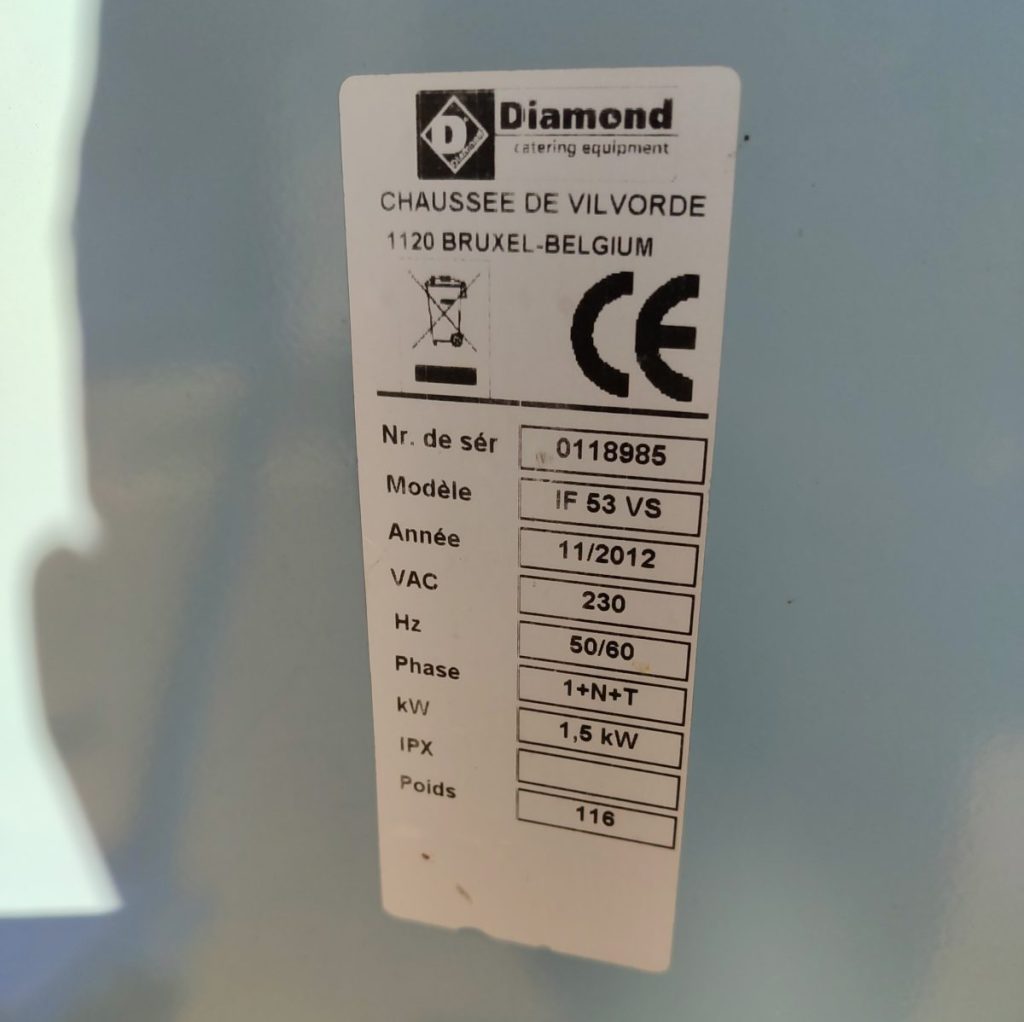 D
Diamond
Diamond
catering equipment
CHAUSSEE DE VILVORDE
1120 BRUXEL-BELGIUM
CE
Nr. de sér 0118985
Modèle IF 53 VS
Année 11/2012
VAC 230
Hz 50/60
Phase 1+N+T
kW 1,5 kW
IPX
Poids 116